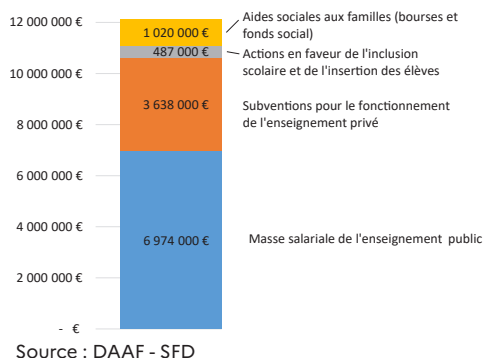 12 000 000 €
10 000 000 €
8 000 000 €
6 000 000 €
4 000 000 €
2 000 000 €
- €
1 020 000 €
487 000 €
3 638 000 €
6 974 000 €
Aides sociales aux familles (bourses et
fonds social)
Actions en faveur de l'inclusion
scolaire et de l'insertion des élèves
Subventions pour le fonctionnement
de l'enseignement privé
Masse salariale de l'enseignement public
Source : DAAF - SFD